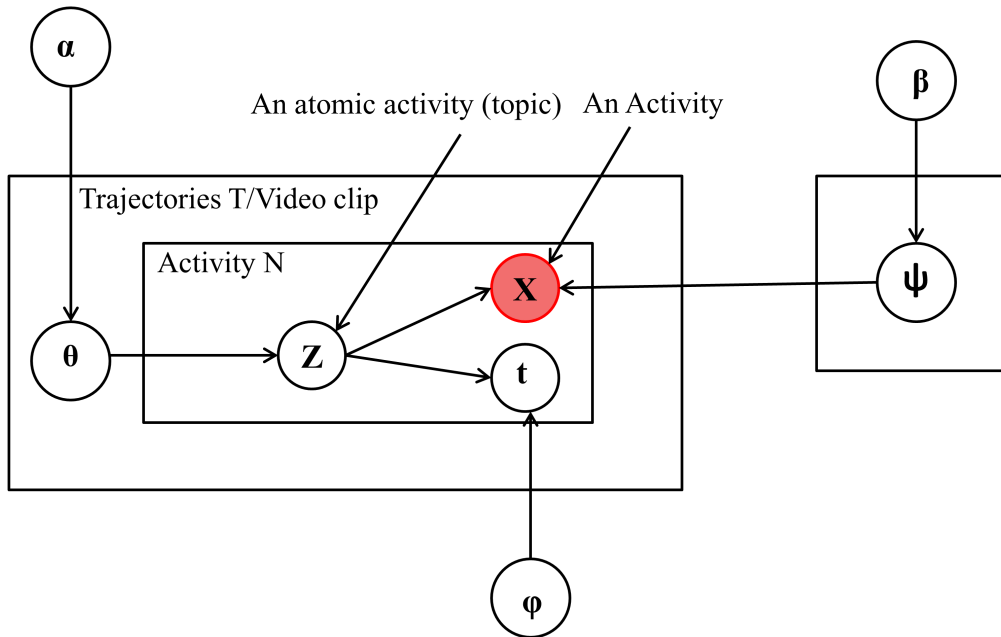 α
β
An atomic activity (topic) An Activity
Trajectories T/Video clip
Activity N
X
ψ
θ
Z
t
φ